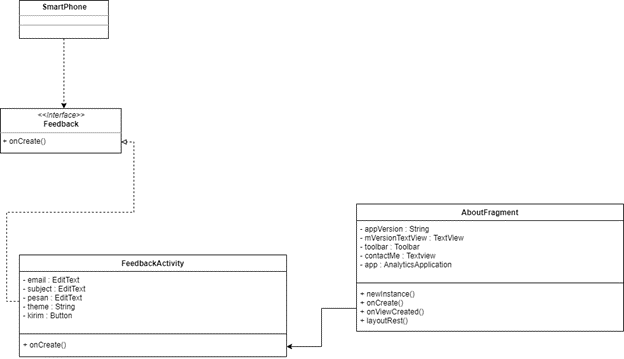 SmartPhone
<<Interface>>
Feedback
+ onCreate()
AboutFragment
- appVersion : String
- mVersionTextView : TextView
- toolbar : Toolbar
- contactMe : Textview
- app : AnalyticsApplication
+ newInstance()
+ onCreate()
+ onViewCreated()
+ layoutRest()
FeedbackActivity
- email : EditText
- subject : EditText
- pesan : EditText
- theme : String
- kirim : Button
+ onCreate()